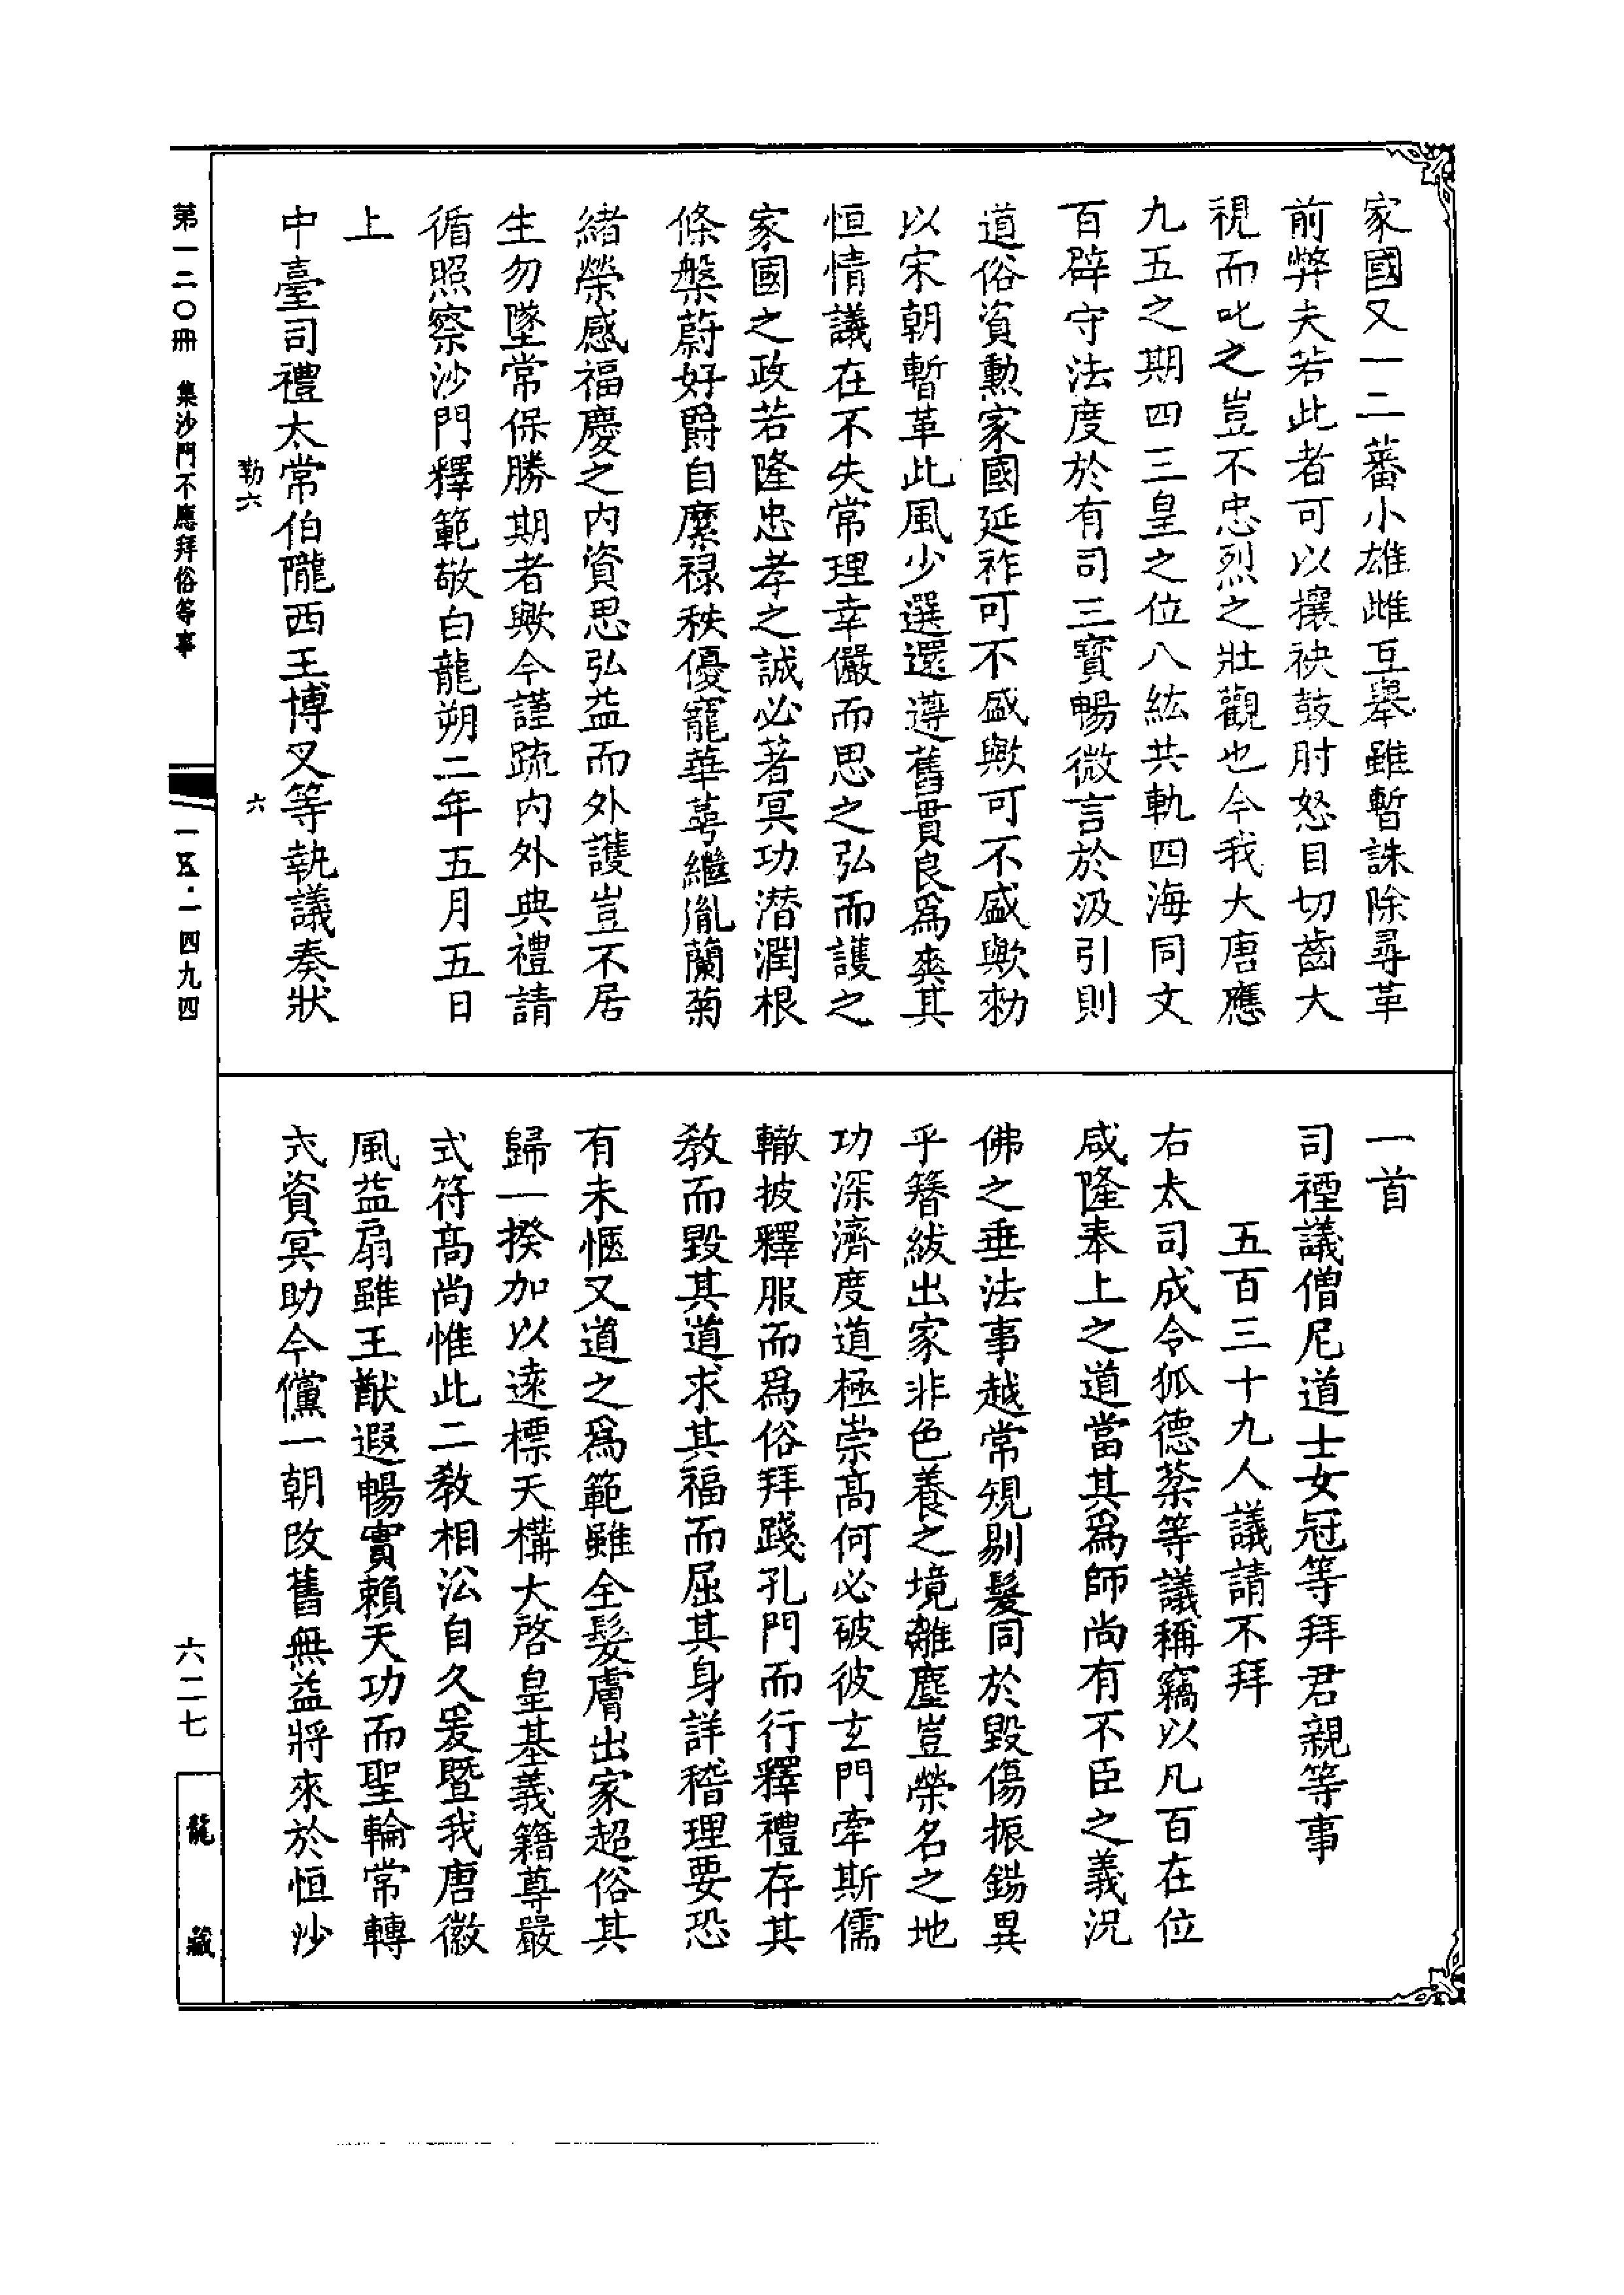 家國又一二蕃小雄雌互舉雖暫誅除尋革
前弊夫若此者可以攘袂鼓肘怒目切齒大
視而叱之豈不忠烈之壯觀也今我大唐應
九五之期四三皇之位八紘共軌四海同文
百辟守法度於有司三寶暢微言於汲引則
道俗資勲家國延祚可不盛歟可不盛歟勑
以宋朝暫革此風少選還遵舊貫良爲爽其
恒情議在不失常理幸儼而思之弘而護之
家國之政若隆忠孝之誠必著冥功潛潤根
條槃蔚好爵自縻禄秩優寵華萼繼胤蘭菊
緒榮感福慶之内資思弘益而外護豈不居
生勿墜常保勝期者歟今謹疏内外典禮請
循照察沙門釋範敬白龍朔二年五月五日
上
中臺司禮太常伯隴西王博叉等執議奏狀
一首
司禋議僧尼道士女冠等拜君親等事
五百三十九人議請不拜
右太司成令狐德棻等議稱竊以凡百在位
咸隆奉上之道當其爲師尚有不臣之義況
佛之垂法事越常規剔髮同於毀傷振錫異
乎簪紱出家非色養之境離塵豈榮名之地
功深濟度道極崇高何必破彼玄門牽斯儒
轍披釋服而爲俗拜踐孔門而行釋禮存其
敎而毀其道求其福而屈其身詳稽理要恐
有未愜又道之爲範雖全髮膚出家超俗其
歸一揆加以遠標天構大啓皇基義籍尊嚴
式符高尚惟此二敎相沿自久爰暨我唐徽
風益扇雖王猷遐暢實賴天功而聖輪常轉
式資冥助今儻一朝改舊無益將來於恒沙
勒六
六
第一二〇冊 集沙門不應拜俗等事
一五·一四九四
六二七
龍藏